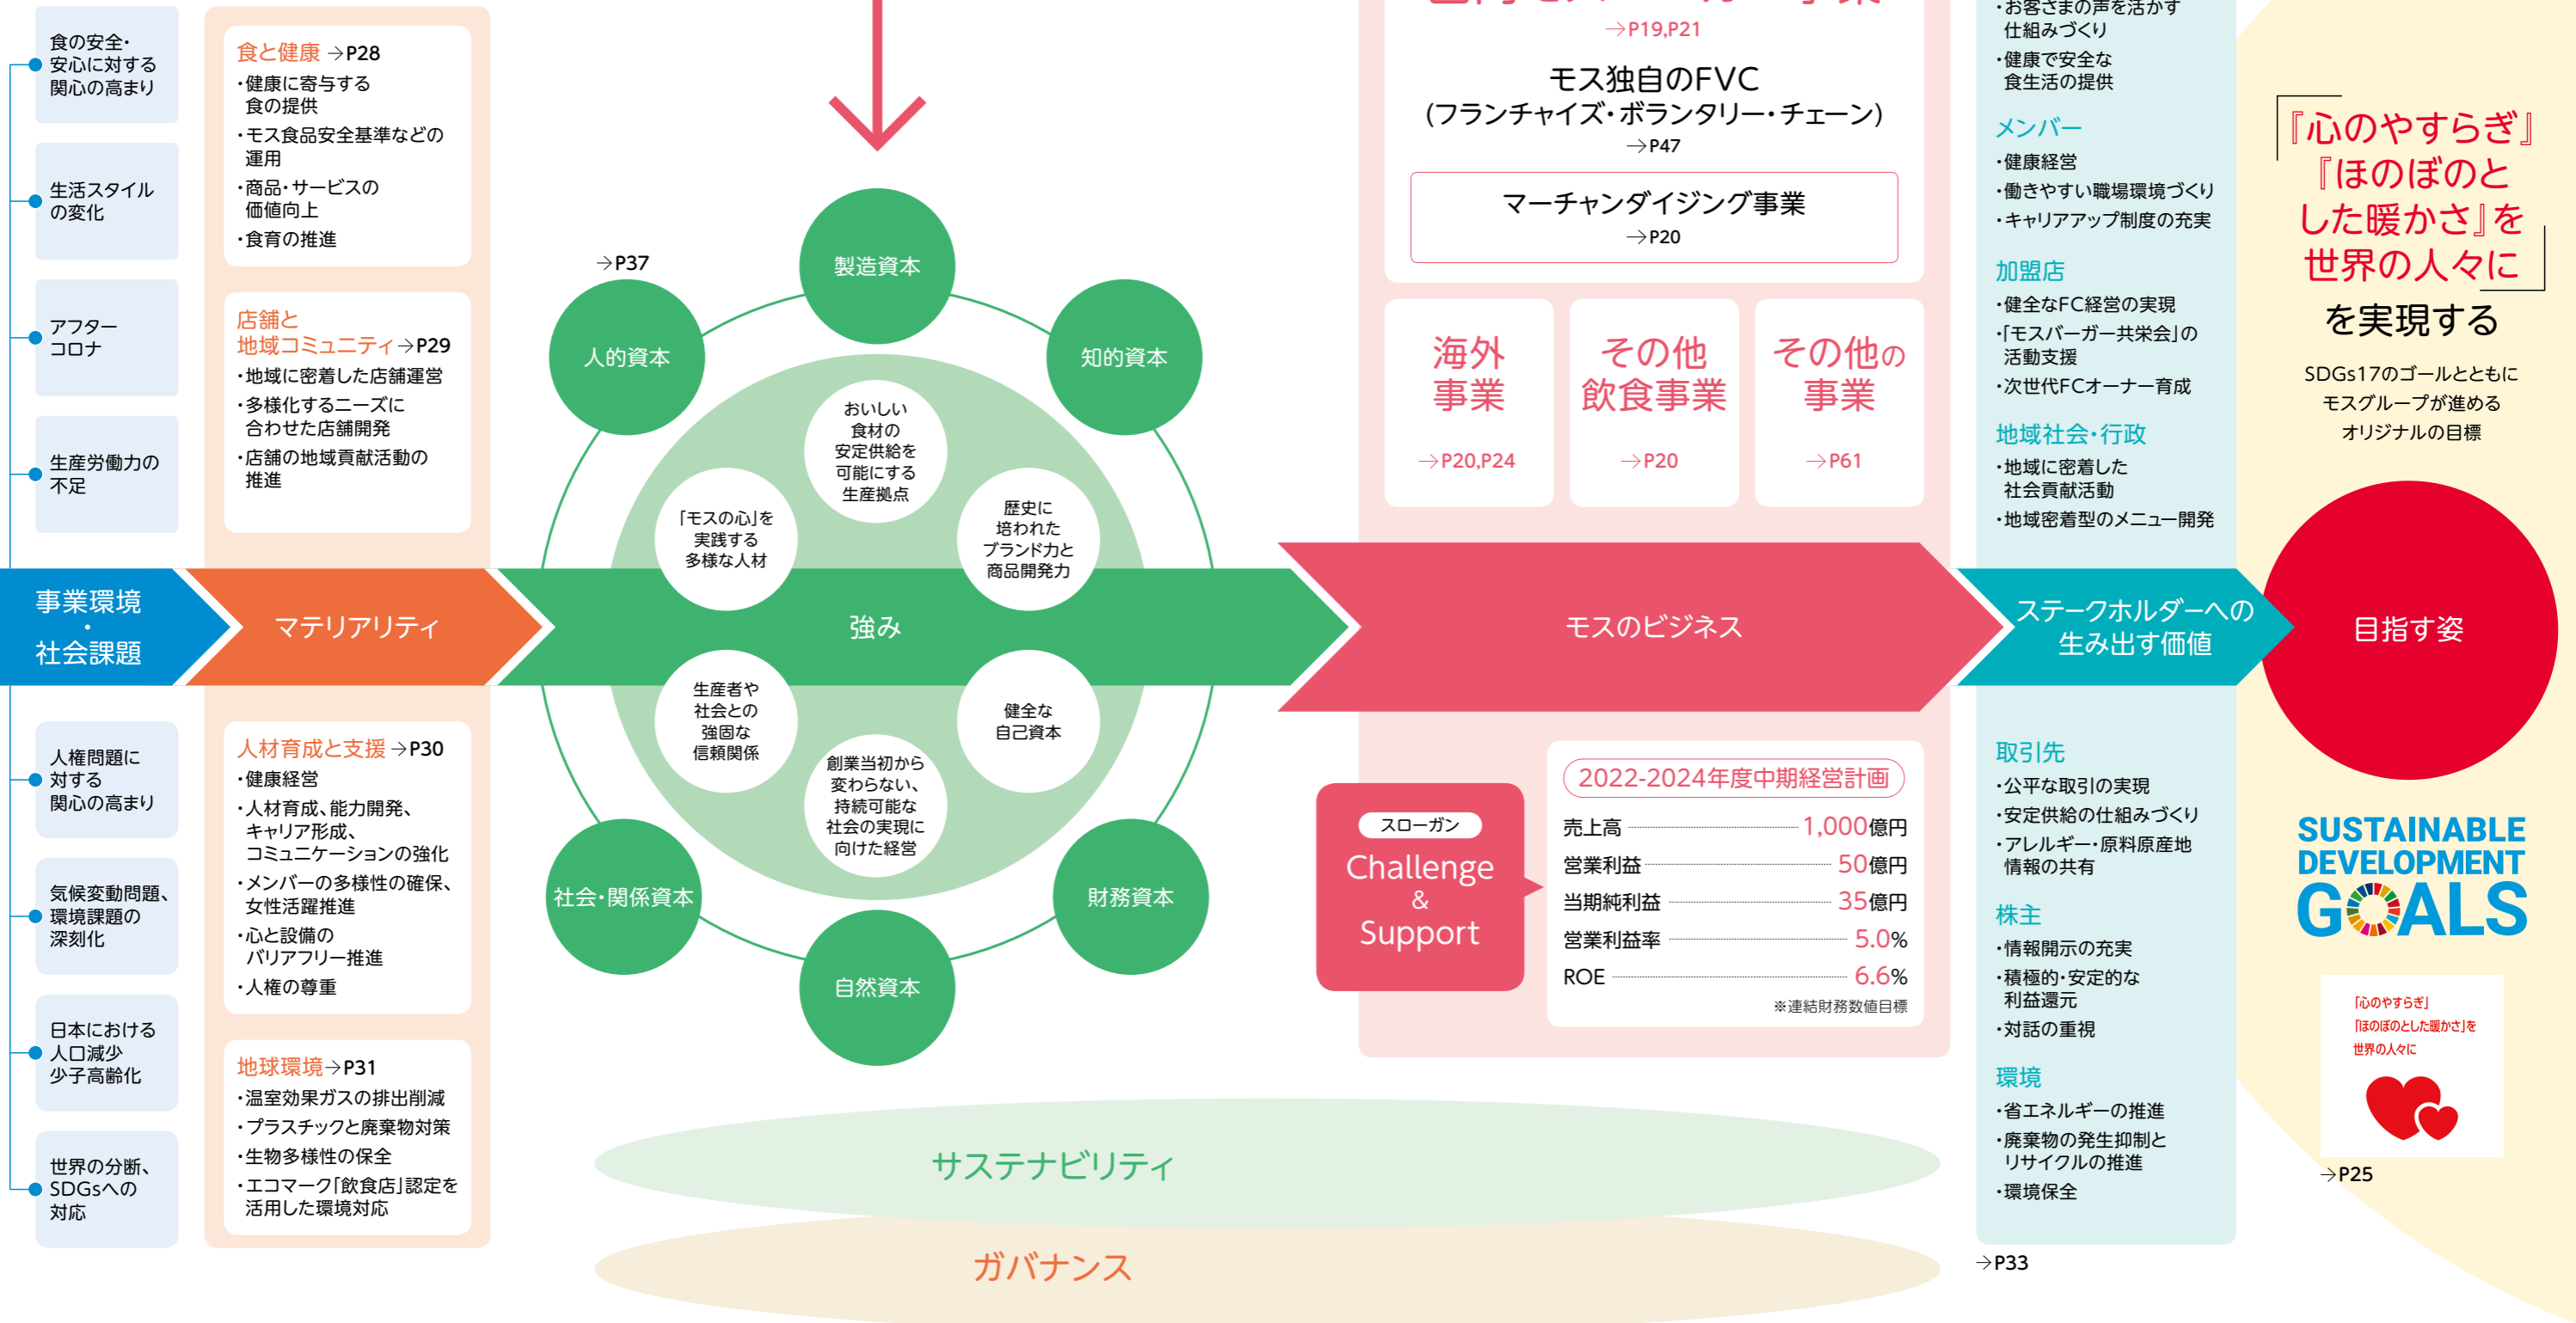 食の安全・
安心に対する
関心の高まり
生活スタイル
の変化
アフター
コロナ
生産労働力の
不足
事業環境
・
社会課題
人権問題に
対する
関心の高まり
気候変動問題、
環境課題の
深刻化
日本における
人口減少
少子高齢化
世界の分断、
SDGsへの
対応
食と健康 →P28
・健康に寄与する
食の提供
・モス食品安全基準などの
運用
・商品・サービスの
価値向上
・食育の推進
店舗と
地域コミュニティ→P29
・地域に密着した店舗運営
・多様化するニーズに
合わせた店舗開発
・店舗の地域貢献活動の
推進
マテリアリティ
人材育成と支援 →P30
・健康経営
・人材育成、能力開発、
キャリア形成、
コミュニケーションの強化
・メンバーの多様性の確保、
女性活躍推進
・心と設備の
バリアフリー推進
・人権の尊重
地球環境→P31
・温室効果ガスの排出削減
・プラスチックと廃棄物対策
・生物多様性の保全
・エコマーク「飲食店」認定を
活用した環境対応
→P37
製造資本
人的資本
知的資本
おいしい
食材の
安定供給を
可能にする
生産拠点
「モスの心」を
実践する
多様な人材
歴史に
培われた
ブランド力と
商品開発力
強み
生産者や
社会との
強固な
信頼関係
健全な
自己資本
創業当初から
変わらない、
持続可能な
社会の実現に
向けた経営
社会・関係資本
財務資本
自然資本
サステナビリティ
ガバナンス
→P19,P21
モス独自のFVC
(フランチャイズ・ボランタリー・チェーン)
→P47
マーチャンダイジング事業
→P20
海外
事業
→P20,P24
その他
飲食事業
→P20
その他の
事業
→P61
モスのビジネス
スローガン
Challenge
&
Support
2022-2024年度中期経営計画
売上高 1,000億円
営業利益 50億円
当期純利益 35億円
営業利益率 5.0%
ROE 6.6%
※連結財務数値目標
・お客さまの声を活かす
仕組みづくり
・健康で安全な
食生活の提供
メンバー
・健康経営
・働きやすい職場環境づくり
・キャリアアップ制度の充実
加盟店
・健全なFC経営の実現
・「モスバーガー共栄会」の
活動支援
・次世代FCオーナー育成
地域社会・行政
・地域に密着した
社会貢献活動
・地域密着型のメニュー開発
ステークホルダーへの
生み出す価値
取引先
・公平な取引の実現
・安定供給の仕組みづくり
・アレルギー・原料原産地
情報の共有
株主
・情報開示の充実
・積極的・安定的な
利益還元
・対話の重視
環境
・省エネルギーの推進
・廃棄物の発生抑制と
リサイクルの推進
・環境保全
→P33
「『心のやすらぎ』
『ほのぼのと
した暖かさ』を
世界の人々に」
を実現する
SDGs17のゴールとともに
モスグループが進める
オリジナルの目標
目指す姿
SUSTAINABLE
DEVELOPMENT
GOALS
「心のやすらぎ」
「ほのぼのとした暖かさ」を
世界の人々に
→P25